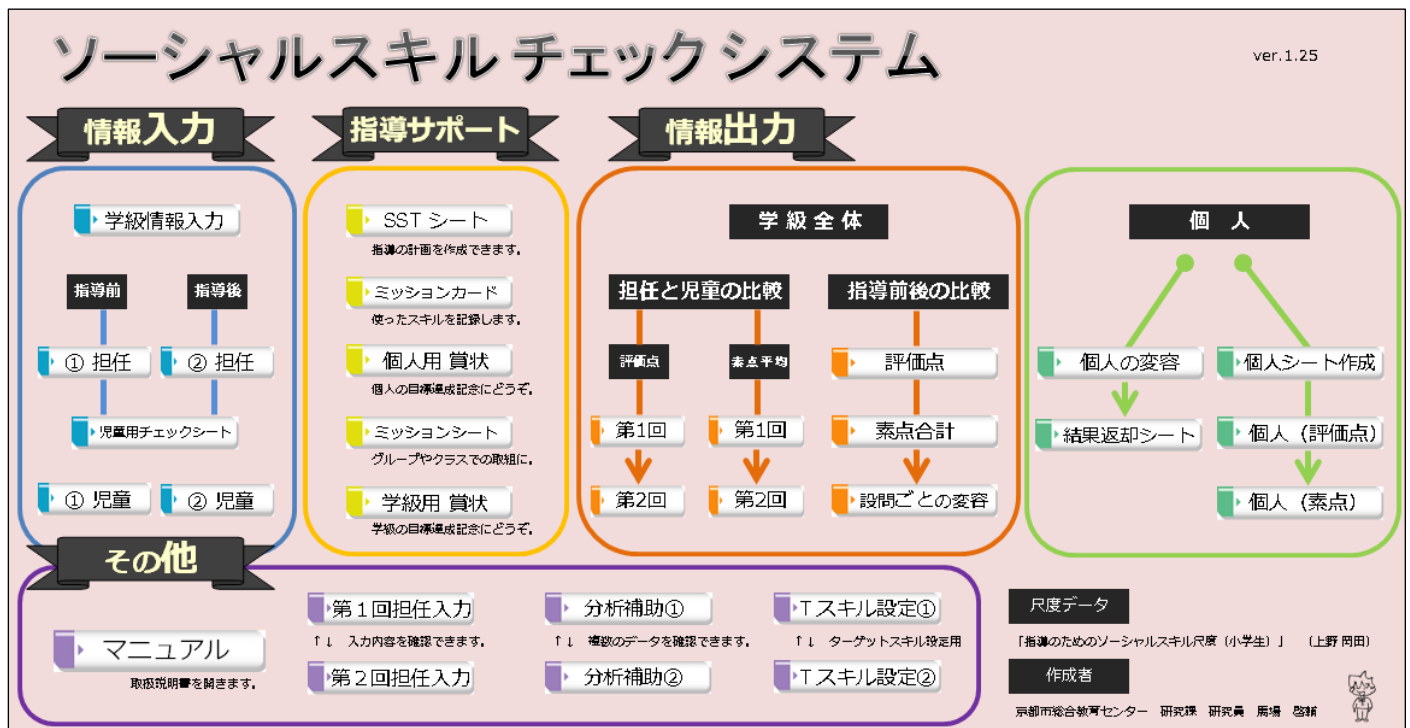 ソーシャルスキル チェックシステム
ver.1.25
情報入力
学級情報入力
指導前
指導後
① 担任
② 担任
児童用チェックシート
① 児童
② 児童
指導サポート
SST シート
指導の計画を作成できます。
ミッションカード
使ったスキルを記録します。
個人用 賞状
個人の目標達成記念にどうぞ。
ミッションシート
グループやクラスでの取組に。
学級用 賞状
学級の目標達成記念にどうぞ。
情報出力
学 級 全 体
担任と児童の比較
指導前後の比較
評価点
素点平均
第1回
第1回
第2回
第2回
評価点
素点合計
設問ごとの変容
個 人
個人の変容
結果返却シート
個人シート作成
個人（評価点）
個人（素点）
その他
マニュアル
取扱説明書を開きます。
第１回担任入力
↑↓ 入力内容を確認できます。
第２回担任入力
分析補助①
↑↓ 複数のデータを確認できます。
分析補助②
Tスキル設定①
↑↓ ターゲットスキル設定用
Tスキル設定②
尺度データ
「指導のためのソーシャルスキル尺度（小学生）」 （上野 岡田）
作成者
京都市総合教育センター 研究課 研究員 廣場 啓輔